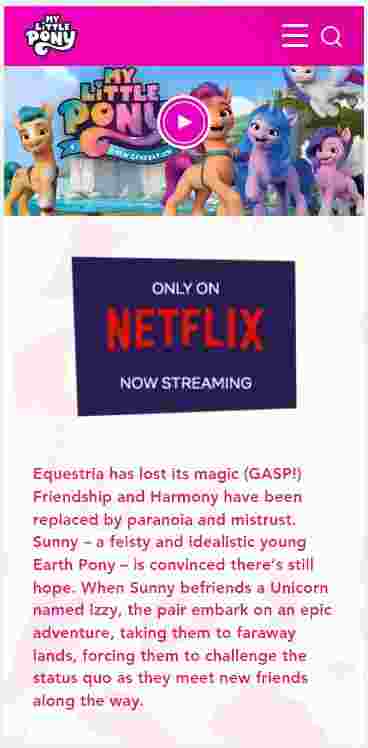 MY
LITTLE
PONY
MY
LITTLE
PONY
A NEW GENERATION
ONLY ON
NETFLIX
NOW STREAMING
Equestria has lost its magic (GASP!)
Friendship and Harmony have been
replaced by paranoia and mistrust.
Sunny – a feisty and idealistic young
Earth Pony – is convinced there's still
hope. When Sunny befriends a Unicorn
named Izzy, the pair embark on an epic
adventure, taking them to faraway
lands, forcing them to challenge the
status quo as they meet new friends
along the way.